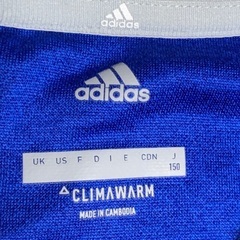 adidas
adidas
UK US F D I E CON J
150
CLIMAWARM
MADE IN CAMBODIA